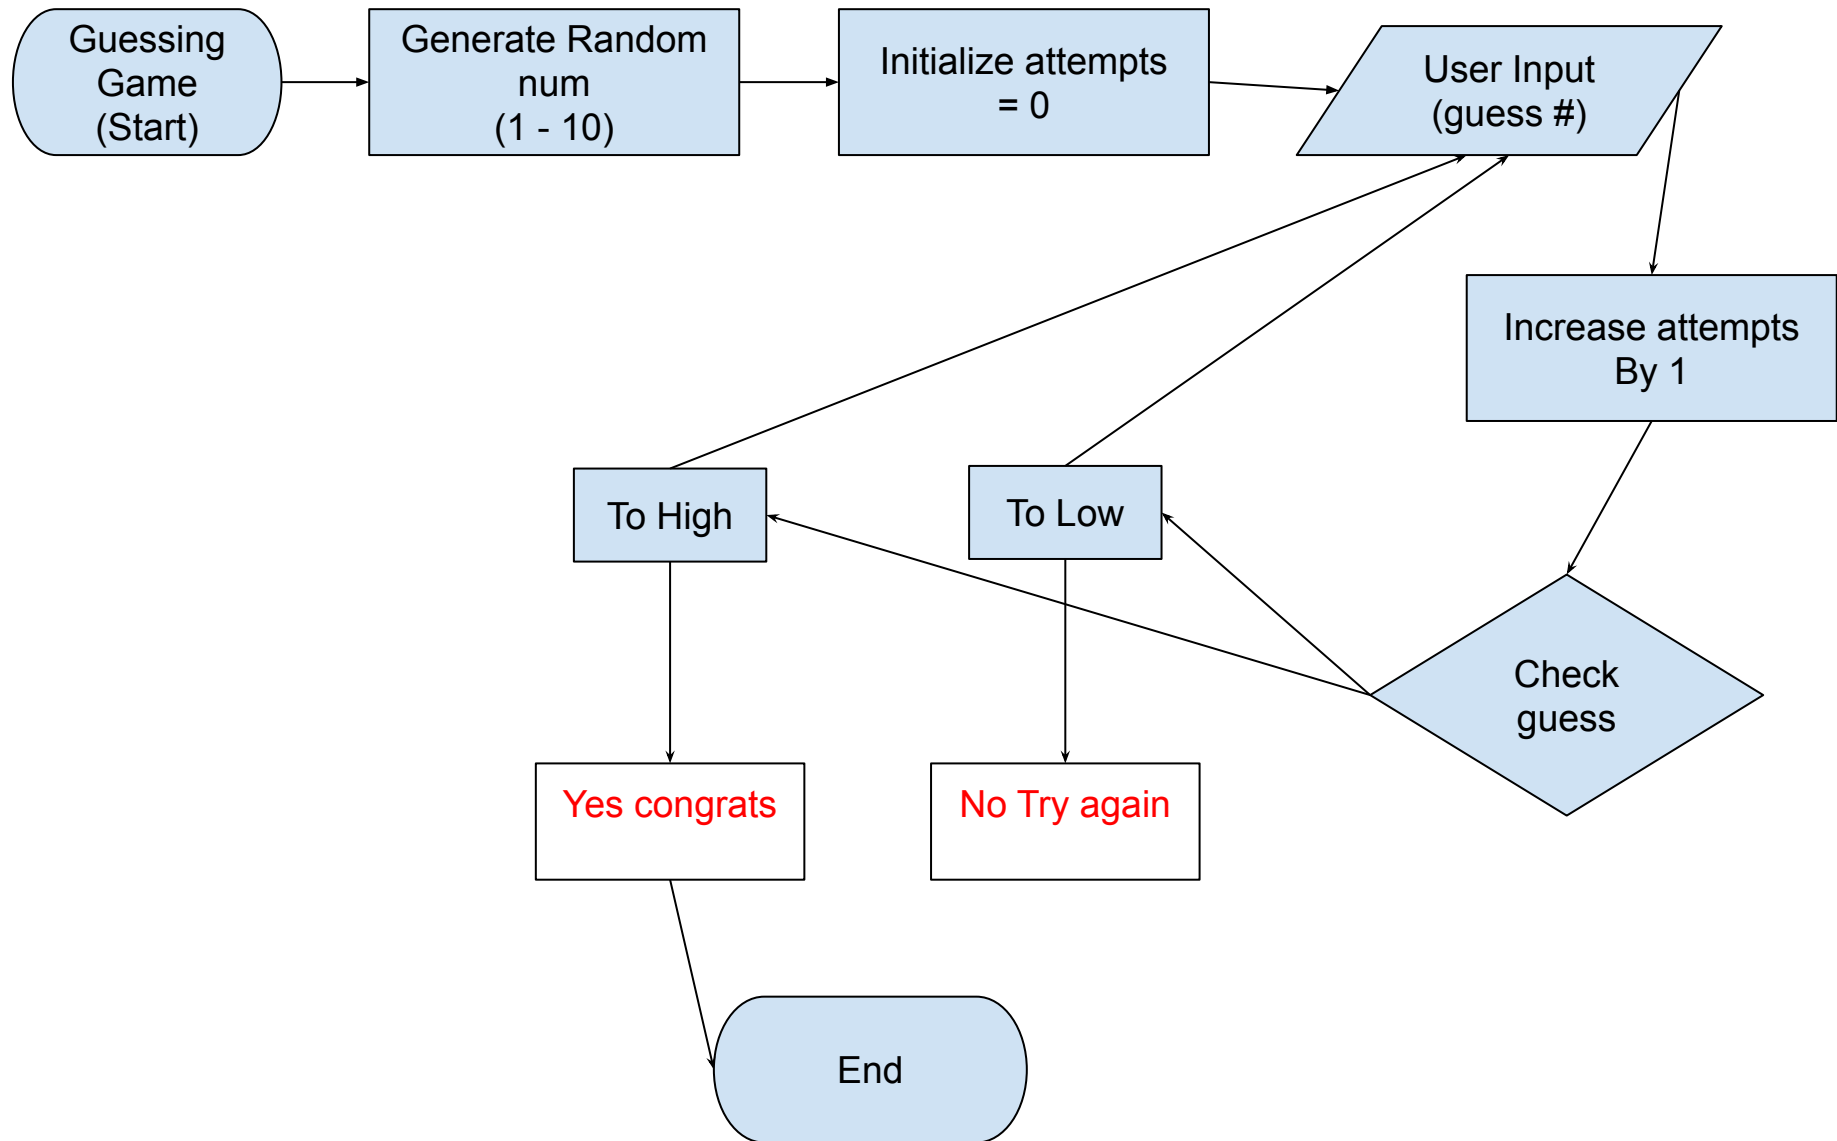 Guessing
Game
(Start)
Generate Random
num
(1 - 10)
Initialize attempts
= 0
User Input
(guess #)
Increase attempts
By 1
To High
To Low
Check
guess
Yes congrats
No Try again
End